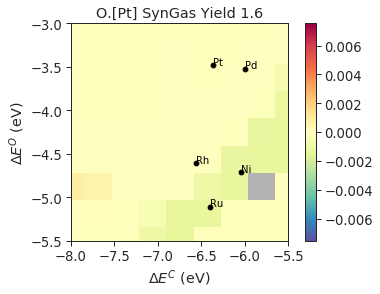 O.[Pt] SynGas Yield 1.6
−3.0
−3.5
−4.0
−4.5
−5.0
−5.5
ΔE^O (eV)
Pt
Pd
Rh
Ni
Ru
−8.0 −7.5 −7.0 −6.5 −6.0 −5.5
ΔE^C (eV)
0.006
0.004
0.002
0.000
−0.002
−0.004
−0.006